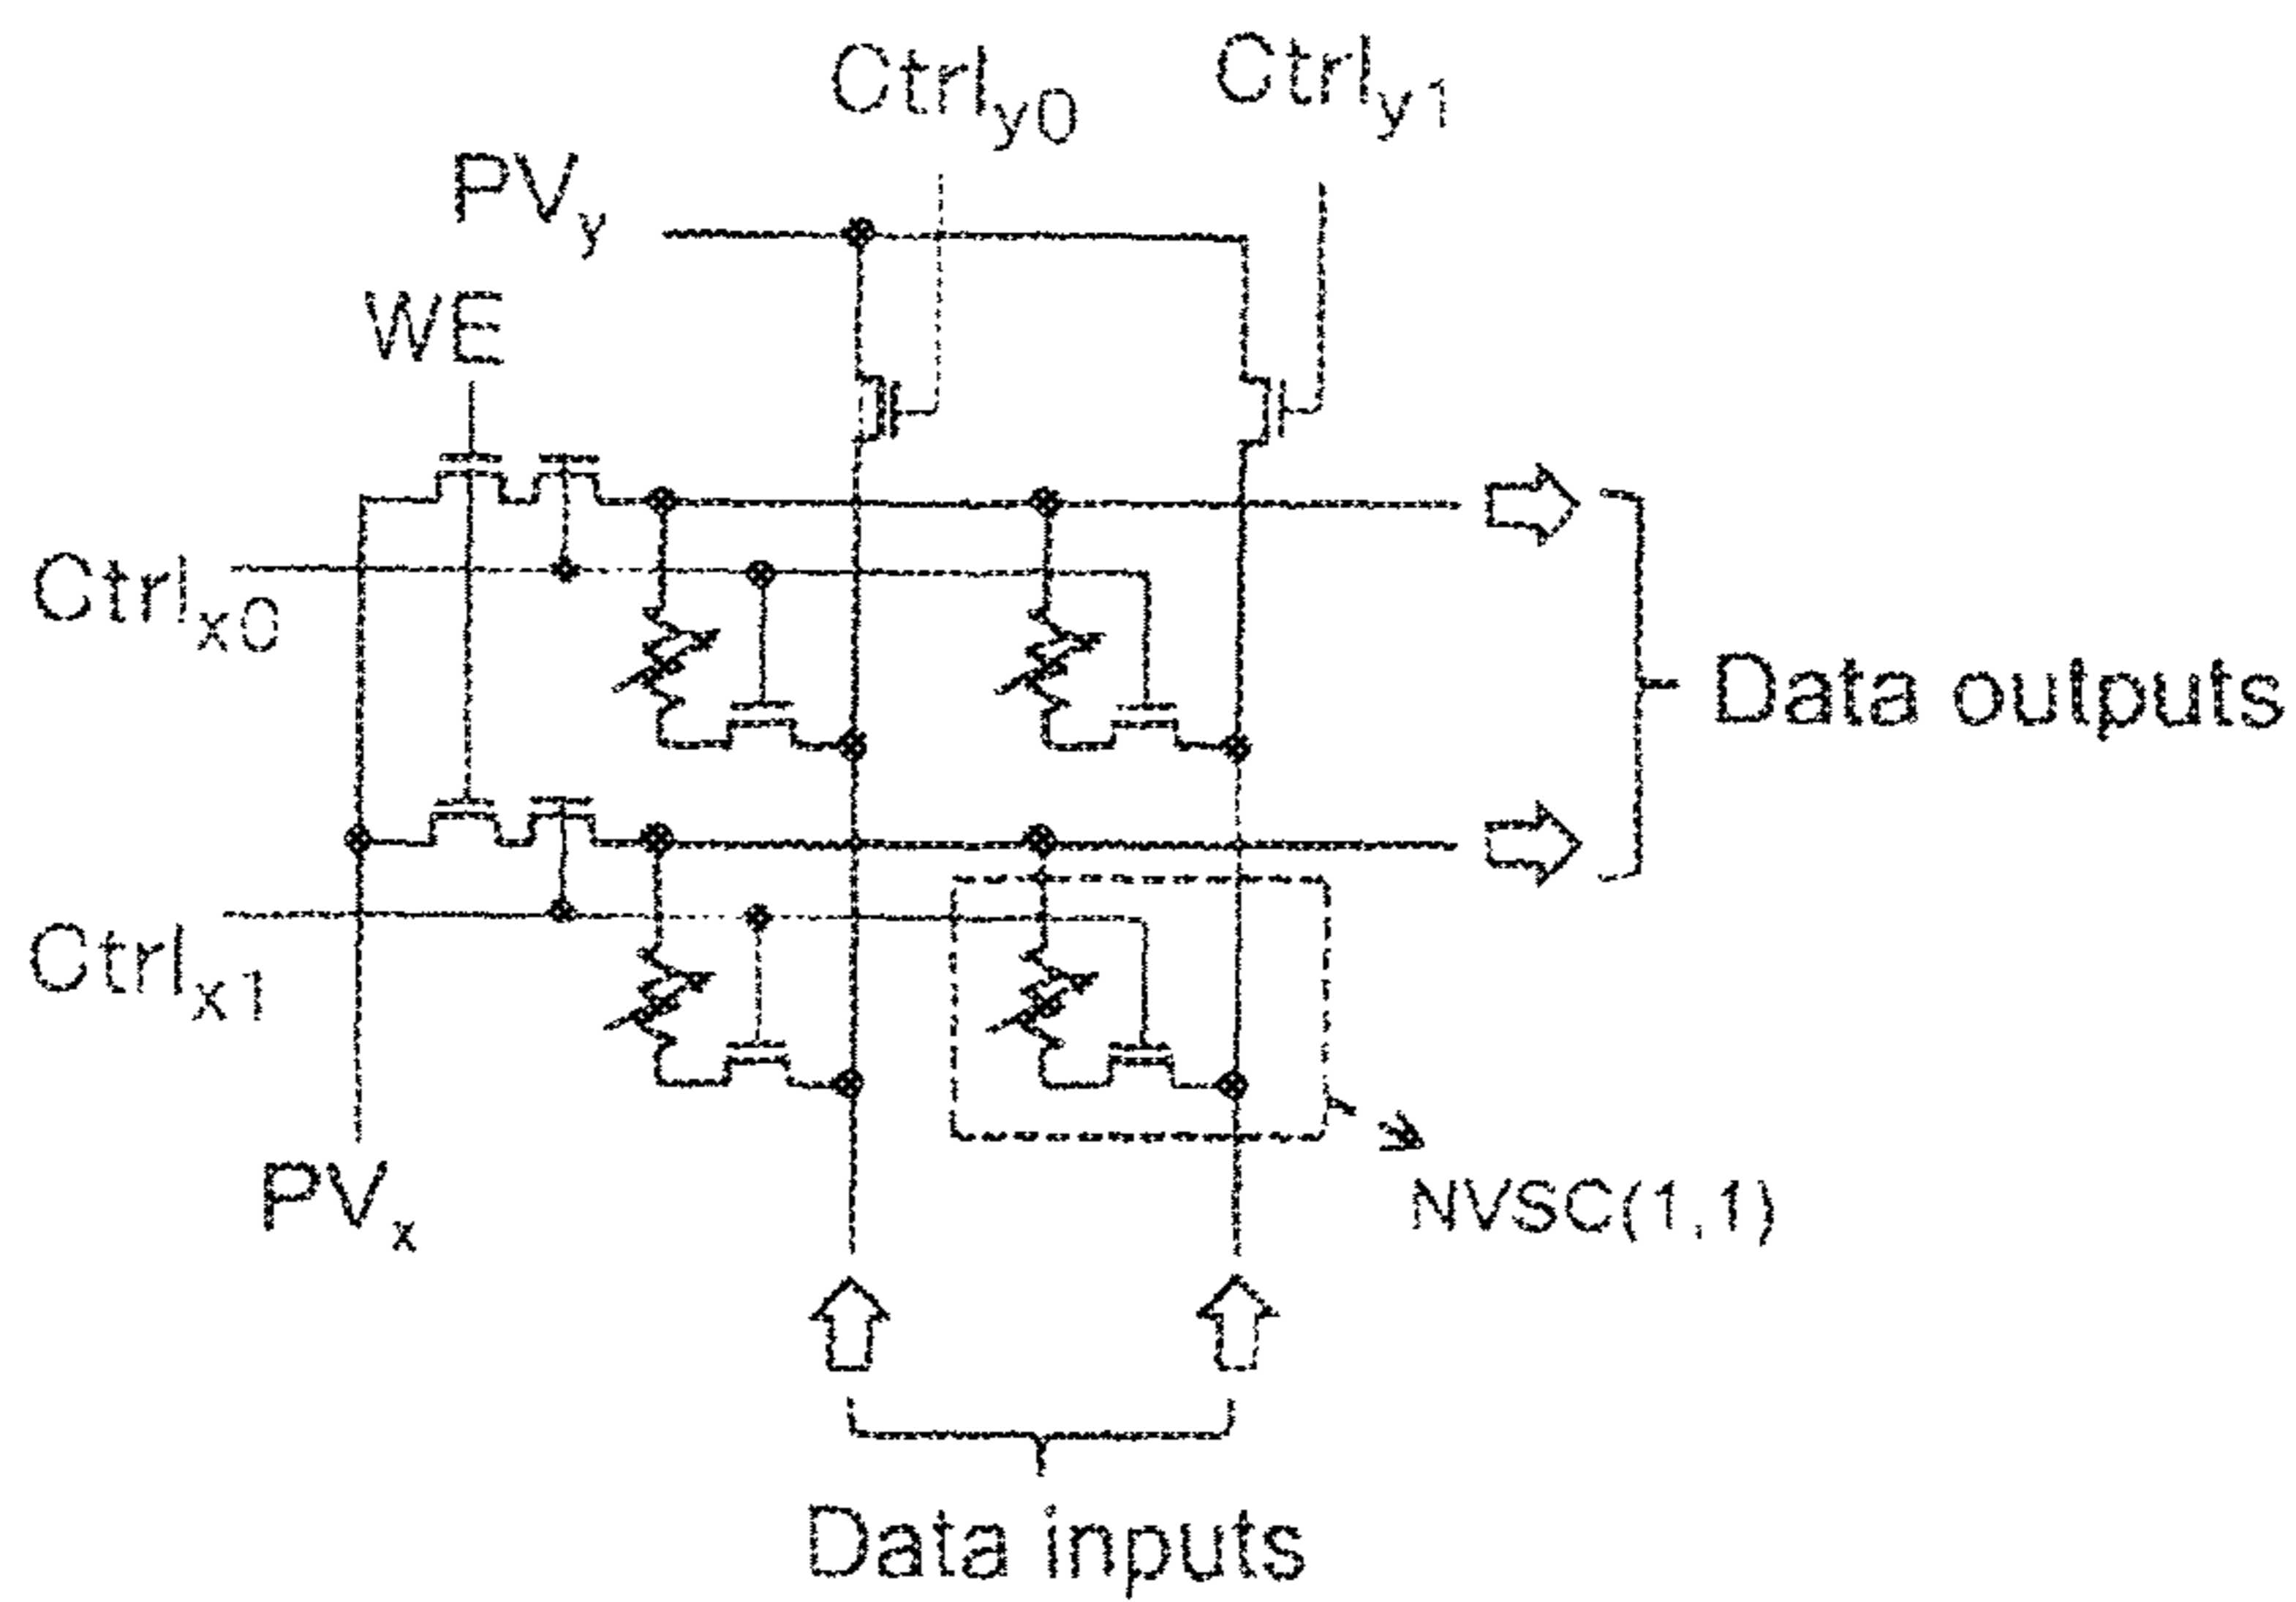 Ctrly0
Ctrly1
PVy
WE
Ctrlx0
Data outputs
Ctrlx1
PVx
NVSC(1,1)
Data inputs